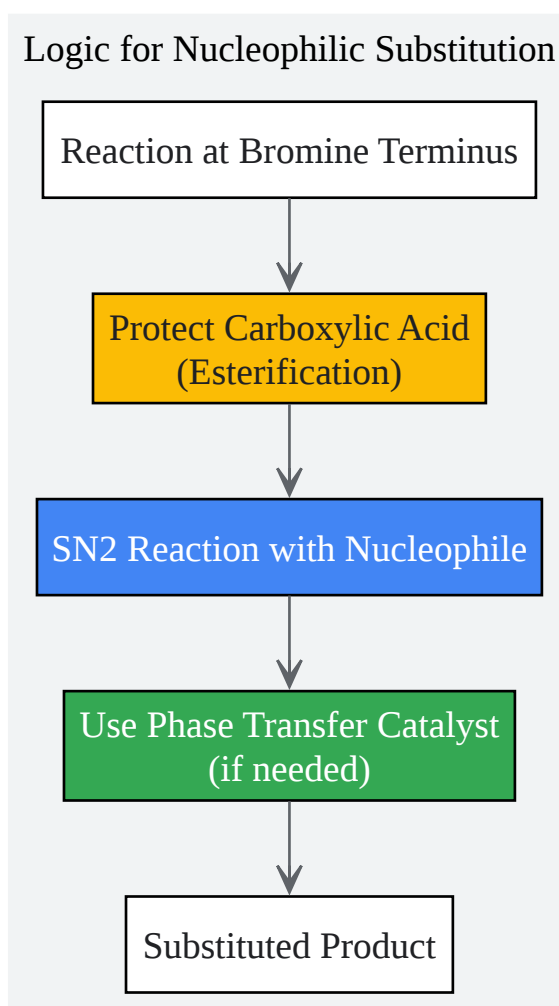 Logic for Nucleophilic Substitution
Reaction at Bromine Terminus
Protect Carboxylic Acid
(Esterification)
SN2 Reaction with Nucleophile
Use Phase Transfer Catalyst
(if needed)
Substituted Product